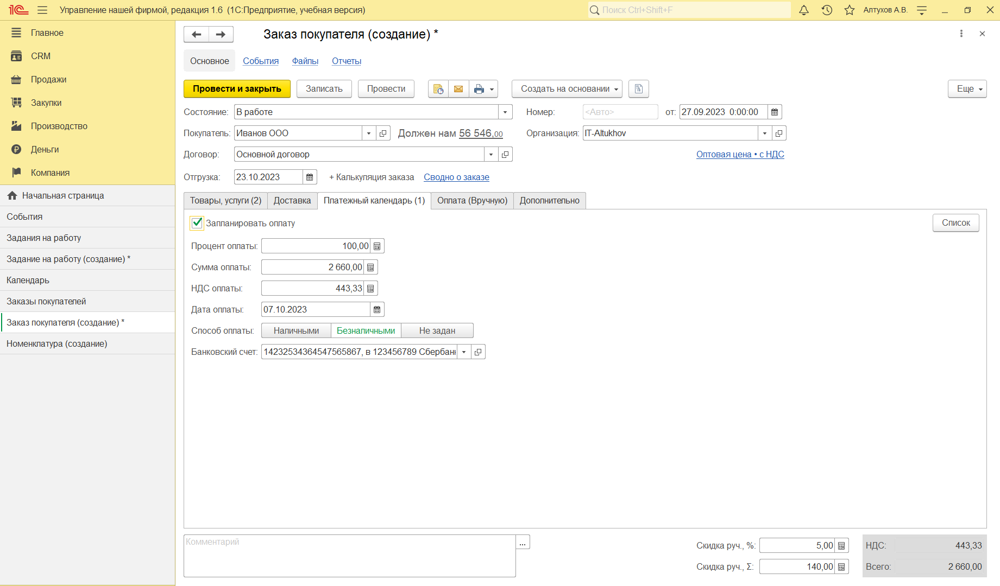 1С Управление нашей фирмой, редакция 1.6 (1С:Предприятие, учебная версия) Поиск Ctrl+Shift+F Алтухов А.В.
Главное
CRM
Продажи
Закупки
Производство
Деньги
Компания
Начальная страница
События
Задания на работу
Задание на работу (создание) *
Календарь
Заказы покупателей
Заказ покупателя (создание) *
Номенклатура (создание)
Заказ покупателя (создание) *
Основное События Файлы Отчеты
Провести и закрыть Записать Провести Создать на основании Еще
Состояние: В работе Номер: <Авто> от: 27.09.2023 0:00:00
Покупатель: Иванов ООО Должен нам 56 546,00 Организация: IT-Altukhov
Договор: Основной договор Оптовая цена • с НДС
Отгрузка: 23.10.2023 + Калькуляция заказа Сводно о заказе
Товары, услуги (2) Доставка Платежный календарь (1) Оплата (Вручную) Дополнительно
Запланировать оплату Список
Процент оплаты: 100,00
Сумма оплаты: 2 660,00
НДС оплаты: 443,33
Дата оплаты: 07.10.2023
Способ оплаты: Наличными Безналичными Не задан
Банковский счет: 14232534364547565867, в 123456789 Сбербан
Комментарий ... Скидка руч., %: 5,00 НДС: 443,33
Скидка руч., Σ: 140,00 Всего: 2 660,00